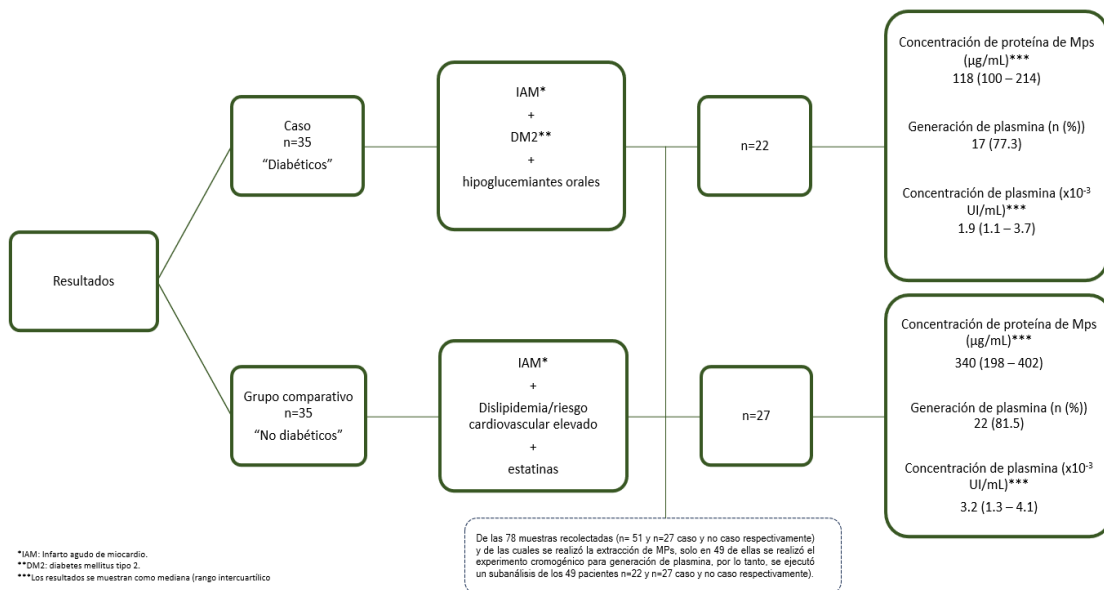 Resultados
Caso
n=35
“Diabéticos”
IAM*
+
DM2**
+
hipoglucemiantes orales
n=22
Concentración de proteína de Mps
(µg/mL)***
118 (100 – 214)
Generación de plasmina (n (%))
17 (77.3)
Concentración de plasmina (x10-3
UI/mL)***
1.9 (1.1 – 3.7)
Grupo comparativo
n=35
“No diabéticos”
IAM*
+
Dislipidemia/riesgo
cardiovascular elevado
+
estatinas
n=27
Concentración de proteína de Mps
(µg/mL)***
340 (198 – 402)
Generación de plasmina (n (%))
22 (81.5)
Concentración de plasmina (x10-3
UI/mL)***
3.2 (1.3 – 4.1)
De las 78 muestras recolectadas (n= 51 y n=27 caso y no caso respectivamente)
y de las cuales se realizó la extracción de MPs, solo en 49 de ellas se realizó el
experimento cromogénico para generación de plasmina, por lo tanto, se ejecutó
un subanálisis de los 49 pacientes n=22 y n=27 caso y no caso respectivamente).
*IAM: Infarto agudo de miocardio.
**DM2: diabetes mellitus tipo 2.
***Los resultados se muestran como mediana (rango intercuartílico